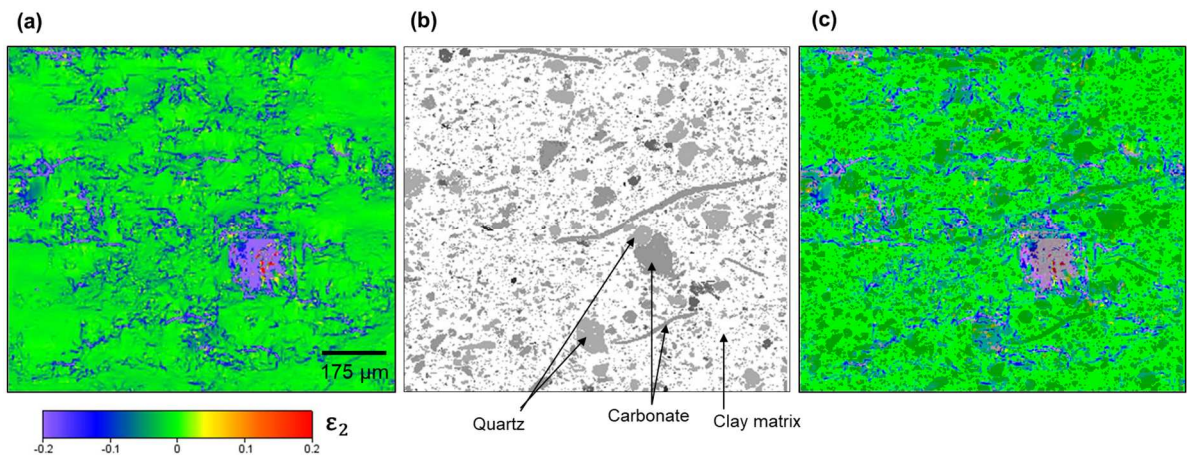 (a)
(b)
(c)
175 µm
-0.2 -0.1 0 0.1 0.2
ε₂
Quartz
Carbonate
Clay matrix